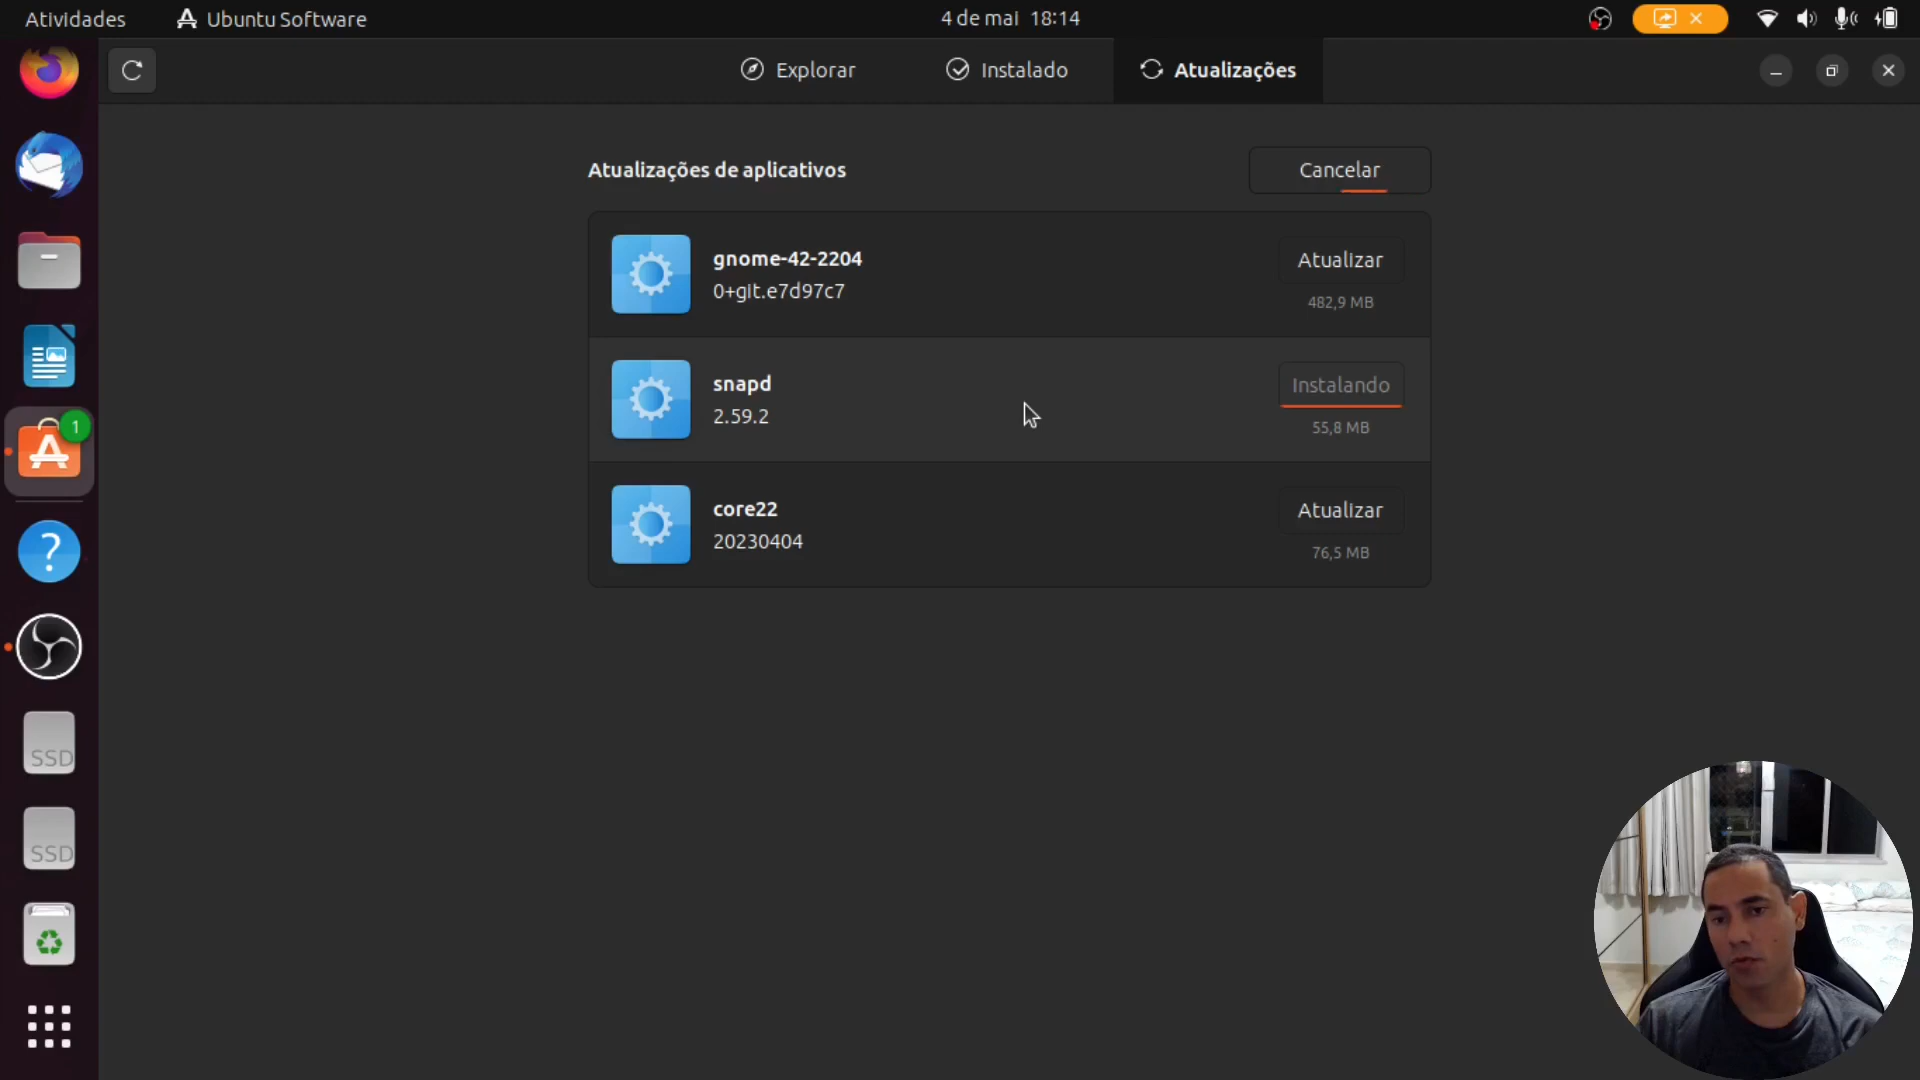 Atividades
Ubuntu Software
4 de mai 18:14
Explorar
Instalado
Atualizações
Atualizações de aplicativos
Cancelar
gnome-42-2204
0+git.e7d97c7
Atualizar
482,9 MB
snapd
2.59.2
Instalando
55,8 MB
core22
20230404
Atualizar
76,5 MB
1
?
SSD
SSD